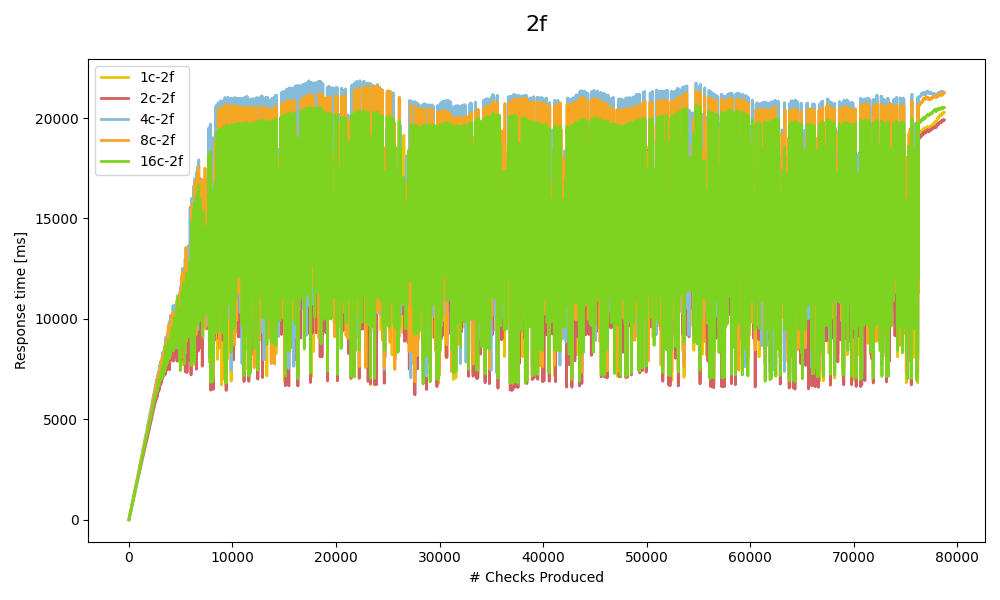 2f
1c-2f
2c-2f
4c-2f
8c-2f
16c-2f
Response time [ms]
20000
15000
10000
5000
0
0 10000 20000 30000 40000 50000 60000 70000 80000
# Checks Produced